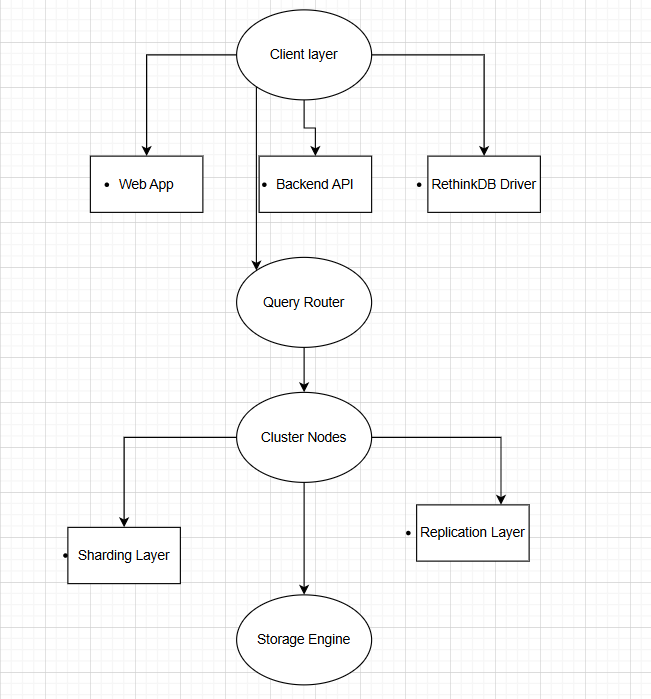 Client layer
• Web App
• Backend API
• RethinkDB Driver
Query Router
Cluster Nodes
• Replication Layer
• Sharding Layer
Storage Engine